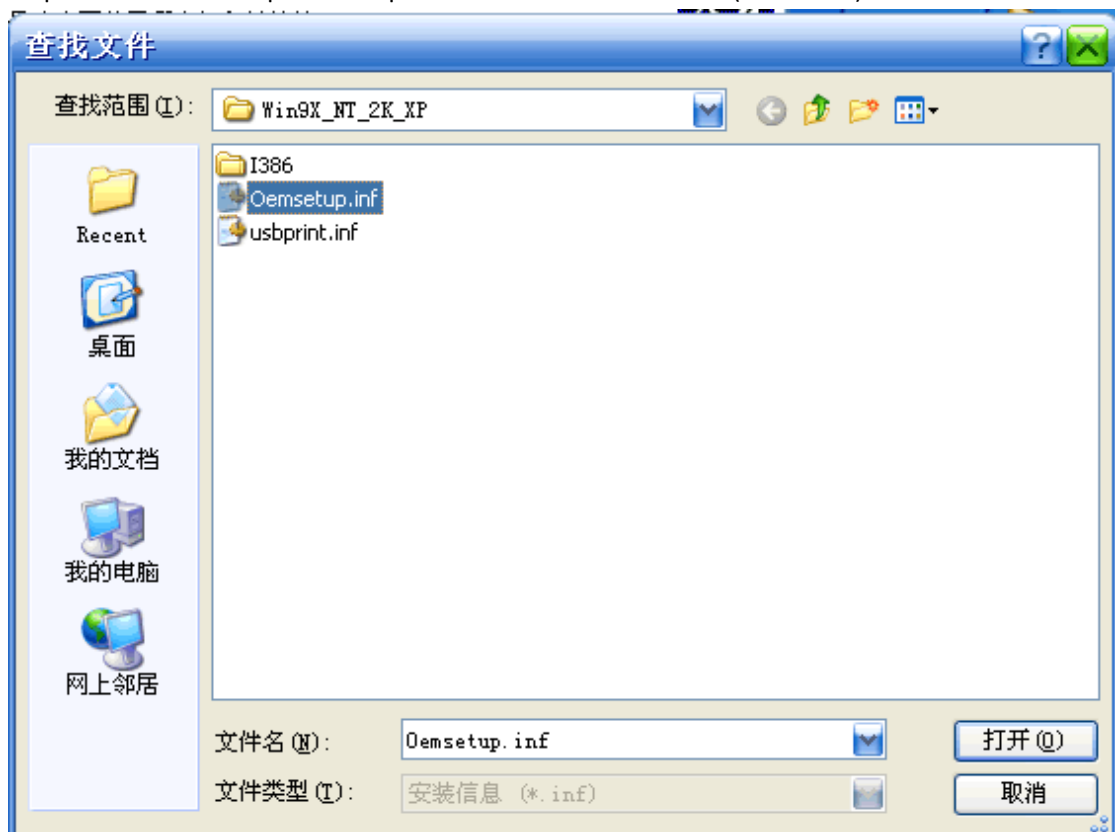 查找文件
查找范围(I):
Win9X_NT_2K_XP
I386
Oemsetup.inf
usbprint.inf
Recent
桌面
我的文档
我的电脑
网上邻居
文件名(N):
Oemsetup.inf
打开(O)
文件类型(T):
安装信息 (*.inf)
取消